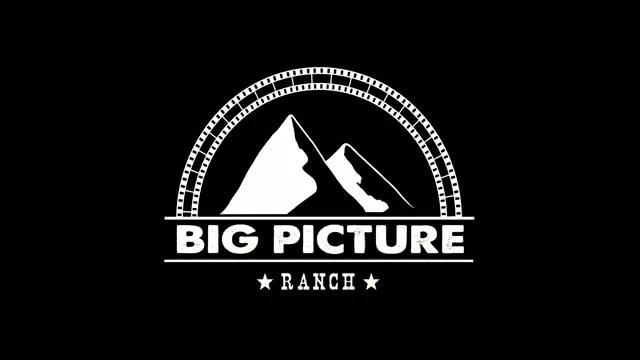 BIG PICTURE
★ RANCH ★